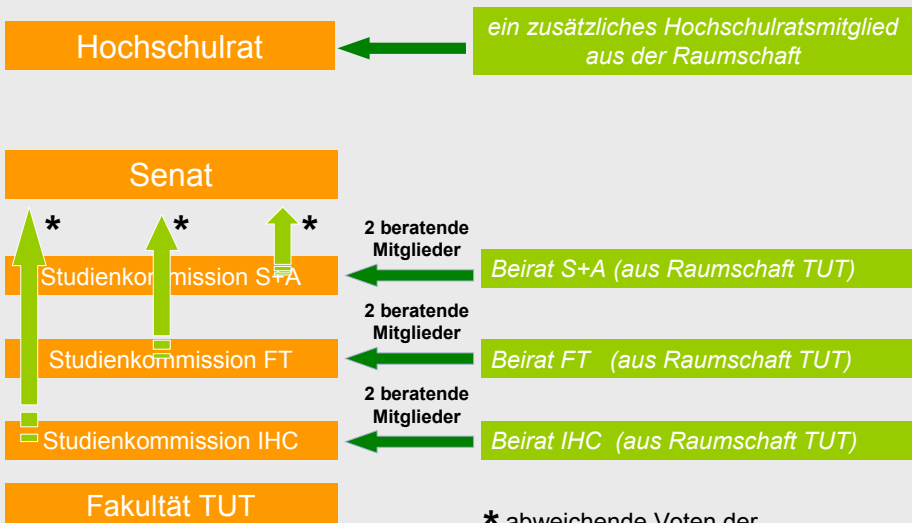 Hochschulrat
ein zusätzliches Hochschulratsmitglied
aus der Raumschaft
Senat
* * *
2 beratende
Mitglieder
Studienkommission S+A
Beirat S+A (aus Raumschaft TUT)
2 beratende
Mitglieder
Studienkommission FT
Beirat FT (aus Raumschaft TUT)
2 beratende
Mitglieder
Studienkommission IHC
Beirat IHC (aus Raumschaft TUT)
Fakultät TUT
* abweichende Voten der